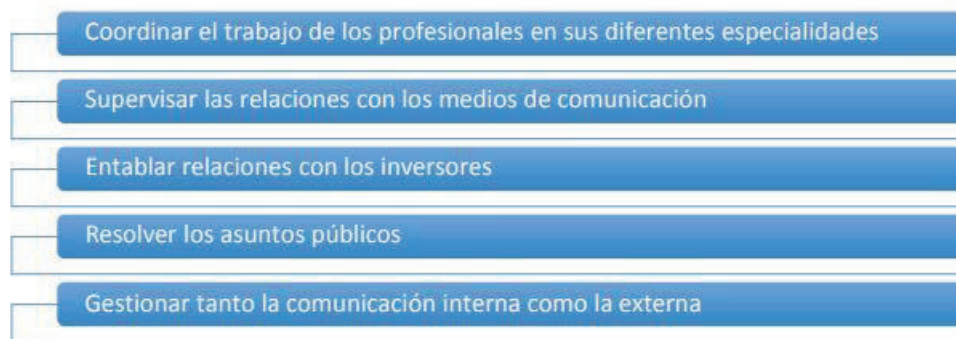 Coordinar el trabajo de los profesionales en sus diferentes especialidades
Supervisar las relaciones con los medios de comunicación
Entablar relaciones con los inversores
Resolver los asuntos públicos
Gestionar tanto la comunicación interna como la externa